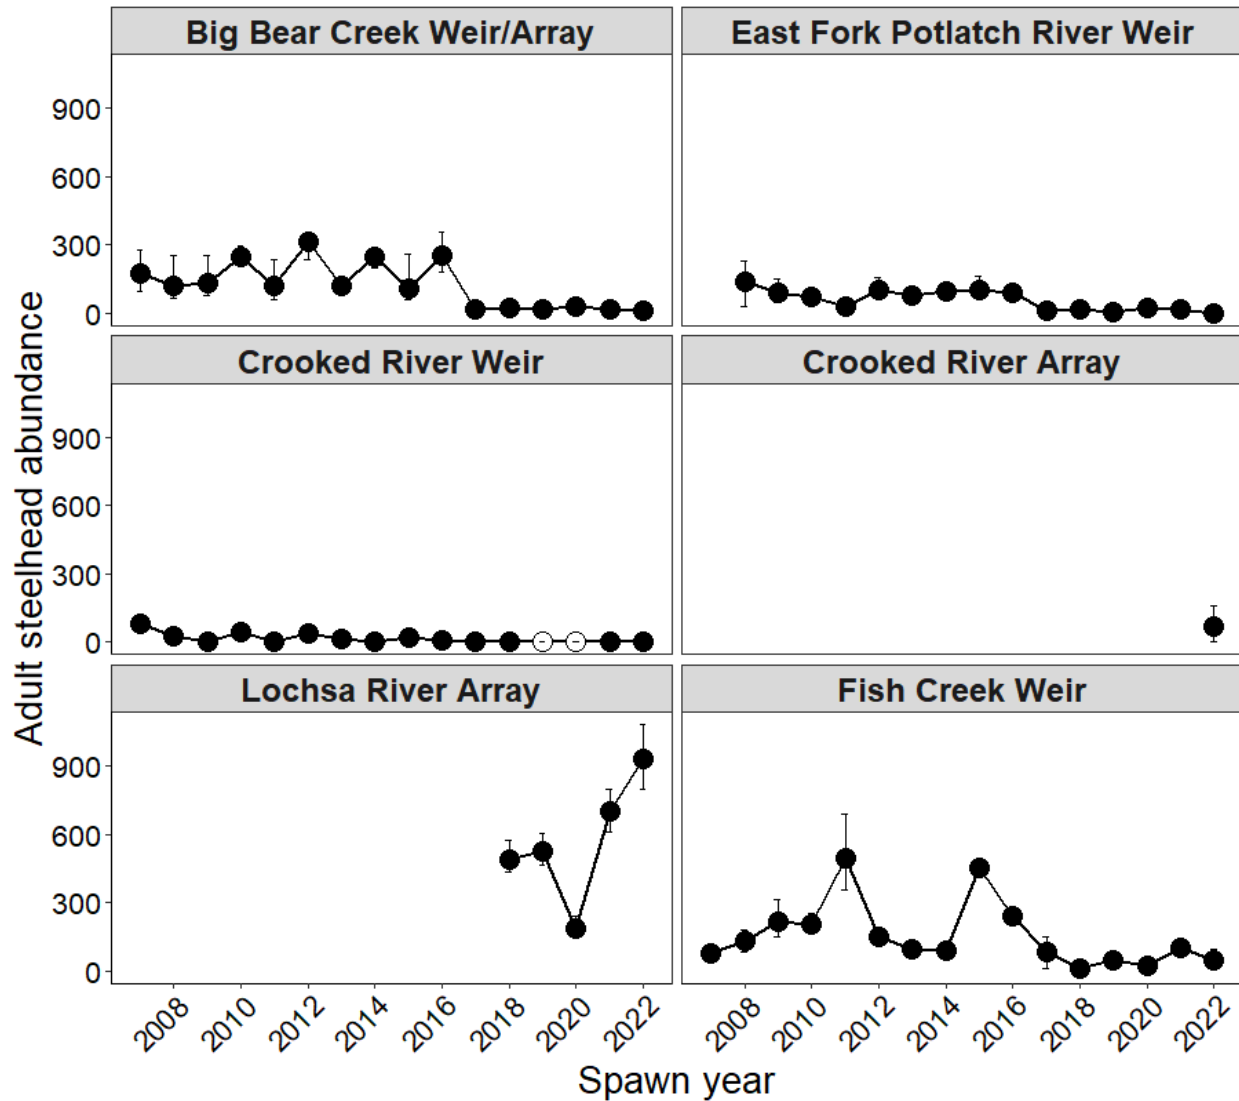 Big Bear Creek Weir/Array
East Fork Potlatch River Weir
900
600
300
0
Crooked River Weir
Crooked River Array
900
600
300
0
Lochsa River Array
Fish Creek Weir
900
600
300
0
2008 2010 2012 2014 2016 2018 2020 2022
2008 2010 2012 2014 2016 2018 2020 2022
Adult steelhead abundance
Spawn year